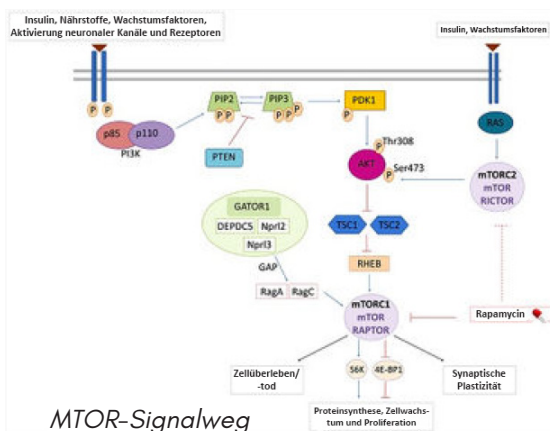 Insulin, Nährstoffe, Wachstumsfaktoren,
Aktivierung neuronaler Kanäle und Rezeptoren
Insulin, Wachstumsfaktoren
P P
p85 p110
PI3K
PIP2 PIP3
P P P P P
PTEN
PDK1
P
P Thr308
AKT
P Ser473
RAS
mTORC2
mTOR
RICTOR
TSC1 TSC2
RHEB
GATOR1
DEPDC5 Nprl2
Nprl3
GAP
RagA RagC
mTORC1
mTOR
RAPTOR
Rapamycin
Zellüberleben/
-tod
S6K 4E-BP1
Synaptische
Plastizität
Proteinsynthese, Zellwachs-
tum und Proliferation
MTOR-Signalweg